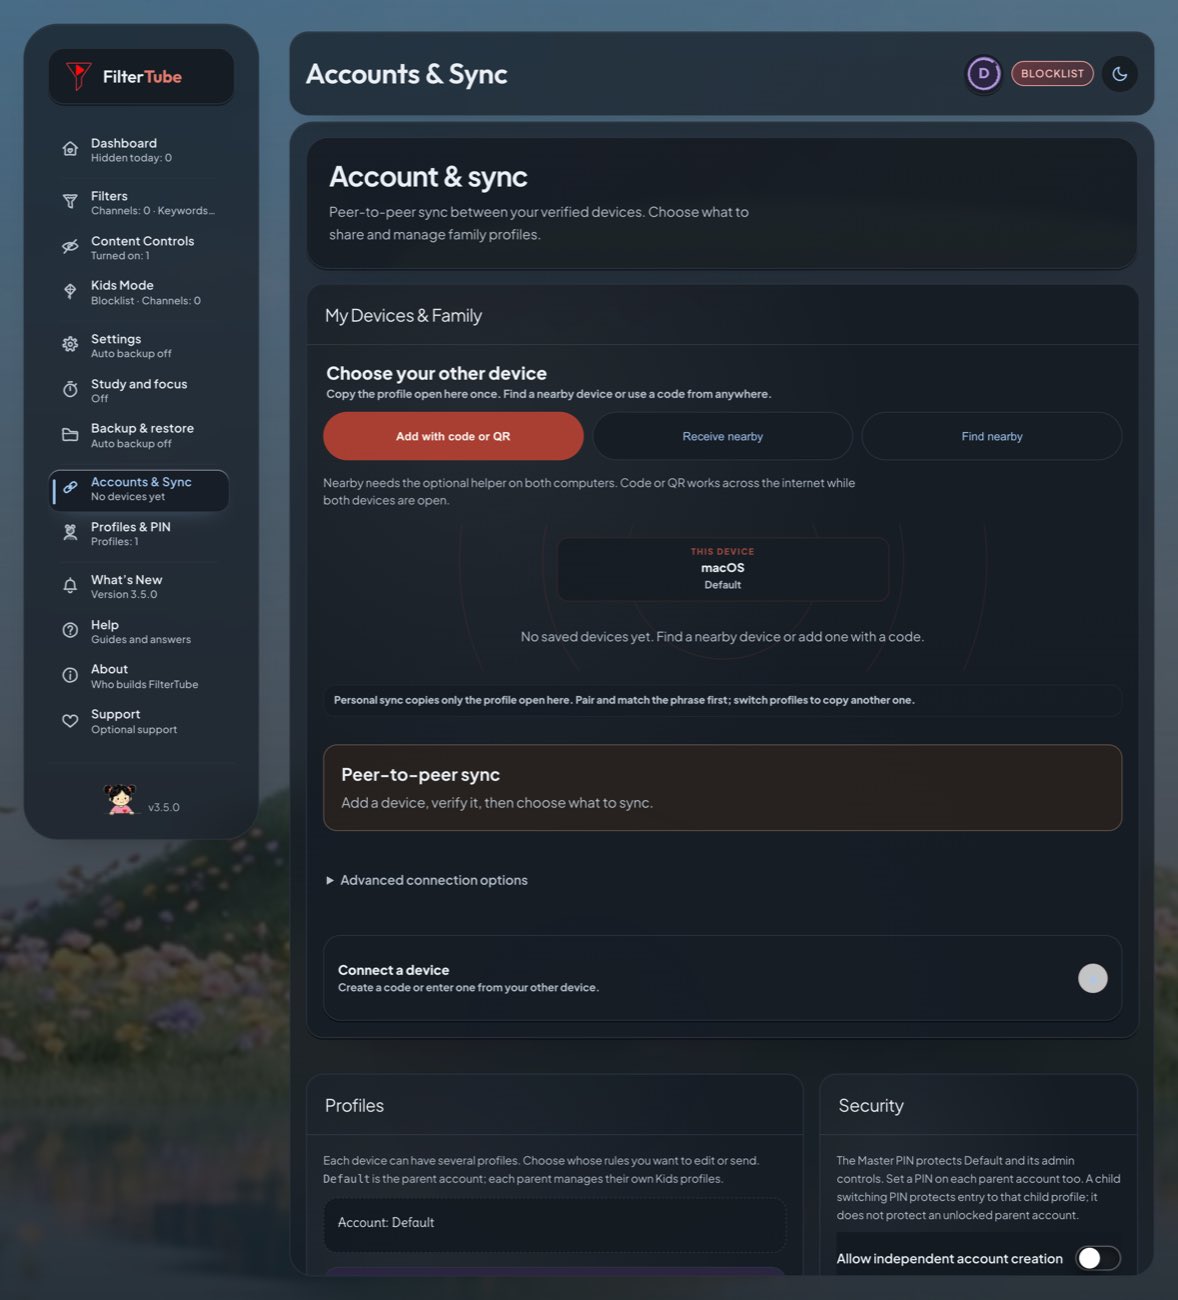 FilterTube
Dashboard
Hidden today: 0
Filters
Channels: 0 · Keywords...
Content Controls
Turned on: 1
Kids Mode
Blocklist · Channels: 0
Settings
Auto backup off
Study and focus
Off
Backup & restore
Auto backup off
Accounts & Sync
No devices yet
Profiles & PIN
Profiles: 1
What's New
Version 3.5.0
Help
Guides and answers
About
Who builds FilterTube
Support
Optional support
v3.5.0
Accounts & Sync
D
BLOCKLIST
Account & sync
Peer-to-peer sync between your verified devices. Choose what to
share and manage family profiles.
My Devices & Family
Choose your other device
Copy the profile open here once. Find a nearby device or use a code from anywhere.
Add with code or QR
Receive nearby
Find nearby
Nearby needs the optional helper on both computers. Code or QR works across the internet while
both devices are open.
THIS DEVICE
macOS
Default
No saved devices yet. Find a nearby device or add one with a code.
Personal sync copies only the profile open here. Pair and match the phrase first; switch profiles to copy another one.
Peer-to-peer sync
Add a device, verify it, then choose what to sync.
Advanced connection options
Connect a device
Create a code or enter one from your other device.
Profiles
Each device can have several profiles. Choose whose rules you want to edit or send.
Default is the parent account; each parent manages their own Kids profiles.
Account: Default
Security
The Master PIN protects Default and its admin
controls. Set a PIN on each parent account too. A child
switching PIN protects entry to that child profile; it
does not protect an unlocked parent account.
Allow independent account creation